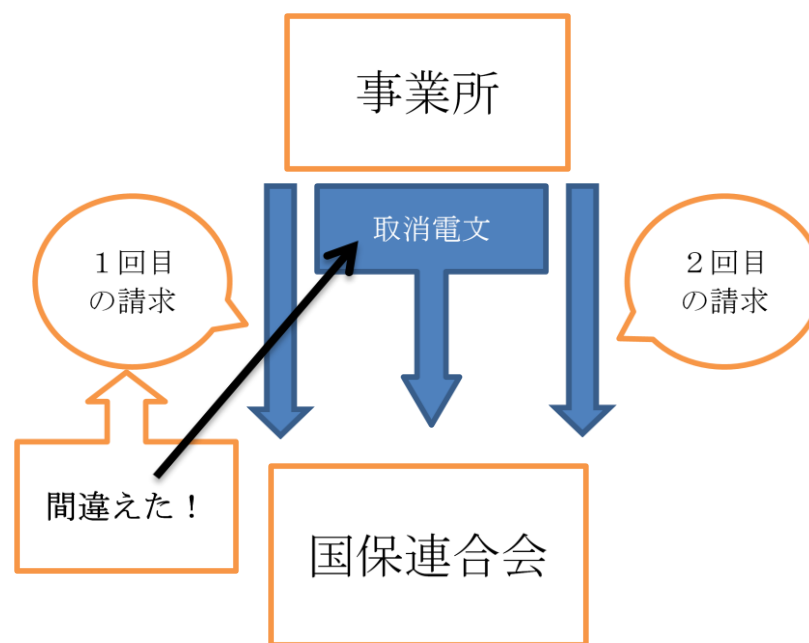 事業所
取消電文
１回目
の請求
２回目
の請求
間違えた！
国保連合会